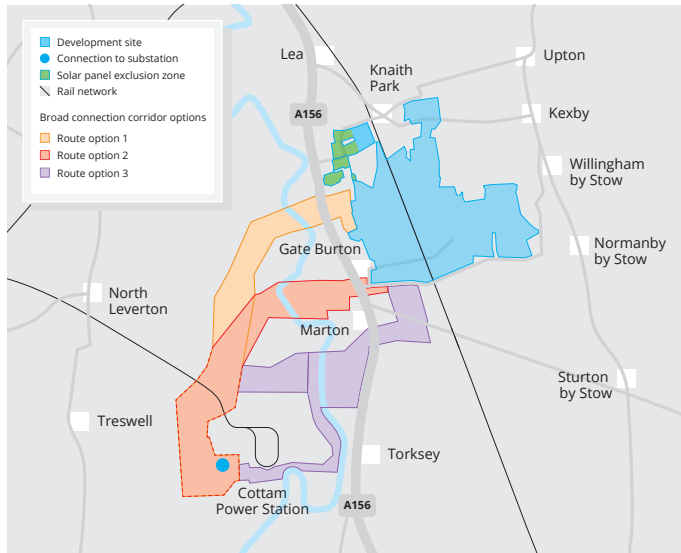 Development site
Connection to substation
Solar panel exclusion zone
Rail network
Broad connection corridor options
Route option 1
Route option 2
Route option 3
Lea
Upton
Knaith
Park
A156
Kexby
Willingham
by Stow
Gate Burton
Normanby
by Stow
North
Leverton
Marton
Sturton
by Stow
Treswell
Torksey
Cottam
Power Station
A156